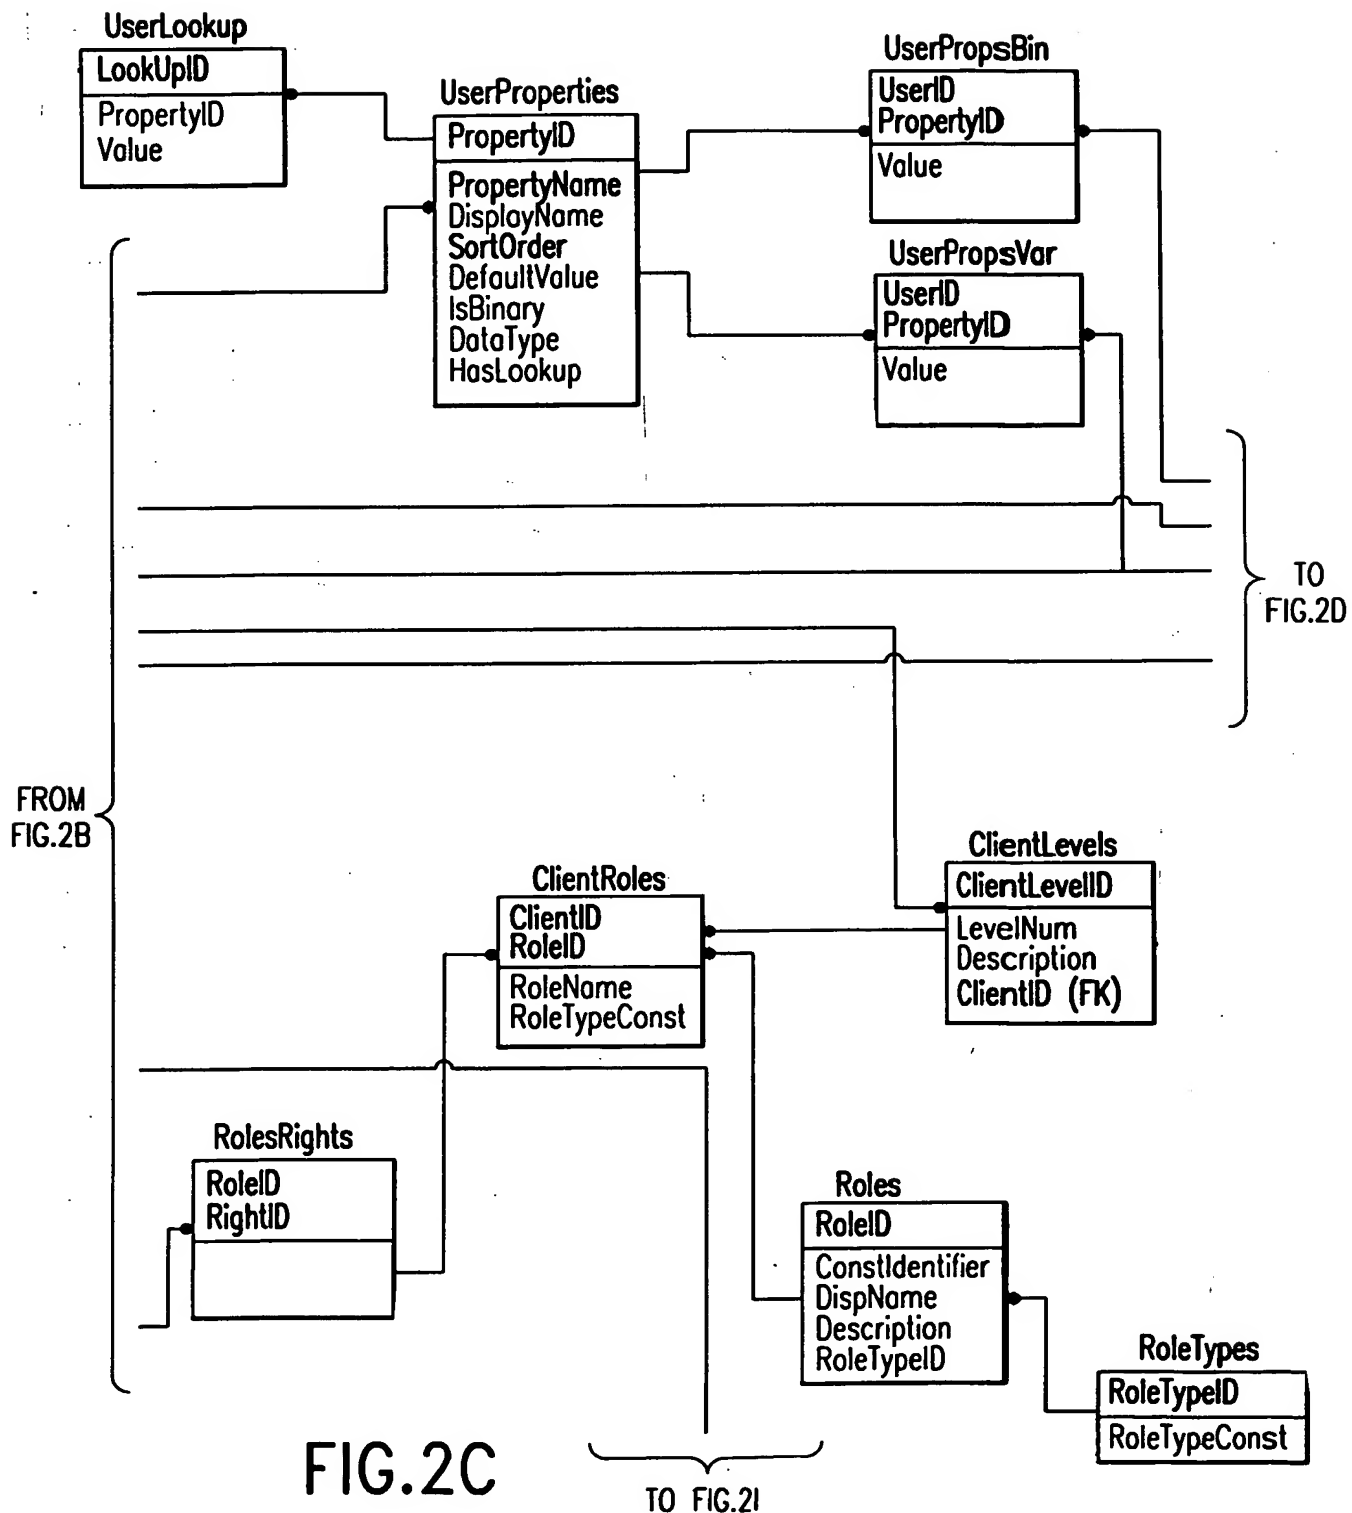 UserLookup
LookUpID
PropertyID
Value
UserProperties
PropertyID
PropertyName
DisplayName
SortOrder
DefaultValue
IsBinary
DataType
HasLookup
UserPropsBin
UserID
PropertyID
Value
UserPropsVar
UserID
PropertyID
Value
TO
FIG.2D
FROM
FIG.2B
ClientLevels
ClientLevelID
LevelNum
Description
ClientID (FK)
ClientRoles
ClientID
RoleID
RoleName
RoleTypeConst
RolesRights
RoleID
RightID
Roles
RoleID
ConstIdentifier
DispName
Description
RoleTypeID
RoleTypes
RoleTypeID
RoleTypeConst
FIG.2C
TO FIG.2I